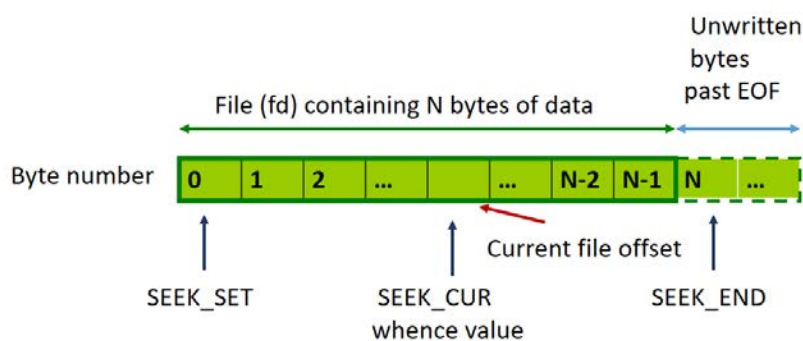 Unwritten
bytes
past EOF
File (fd) containing N bytes of data
Byte number 0 1 2 ... ... N-2 N-1 N ...
Current file offset
SEEK_SET SEEK_CUR SEEK_END
whence value